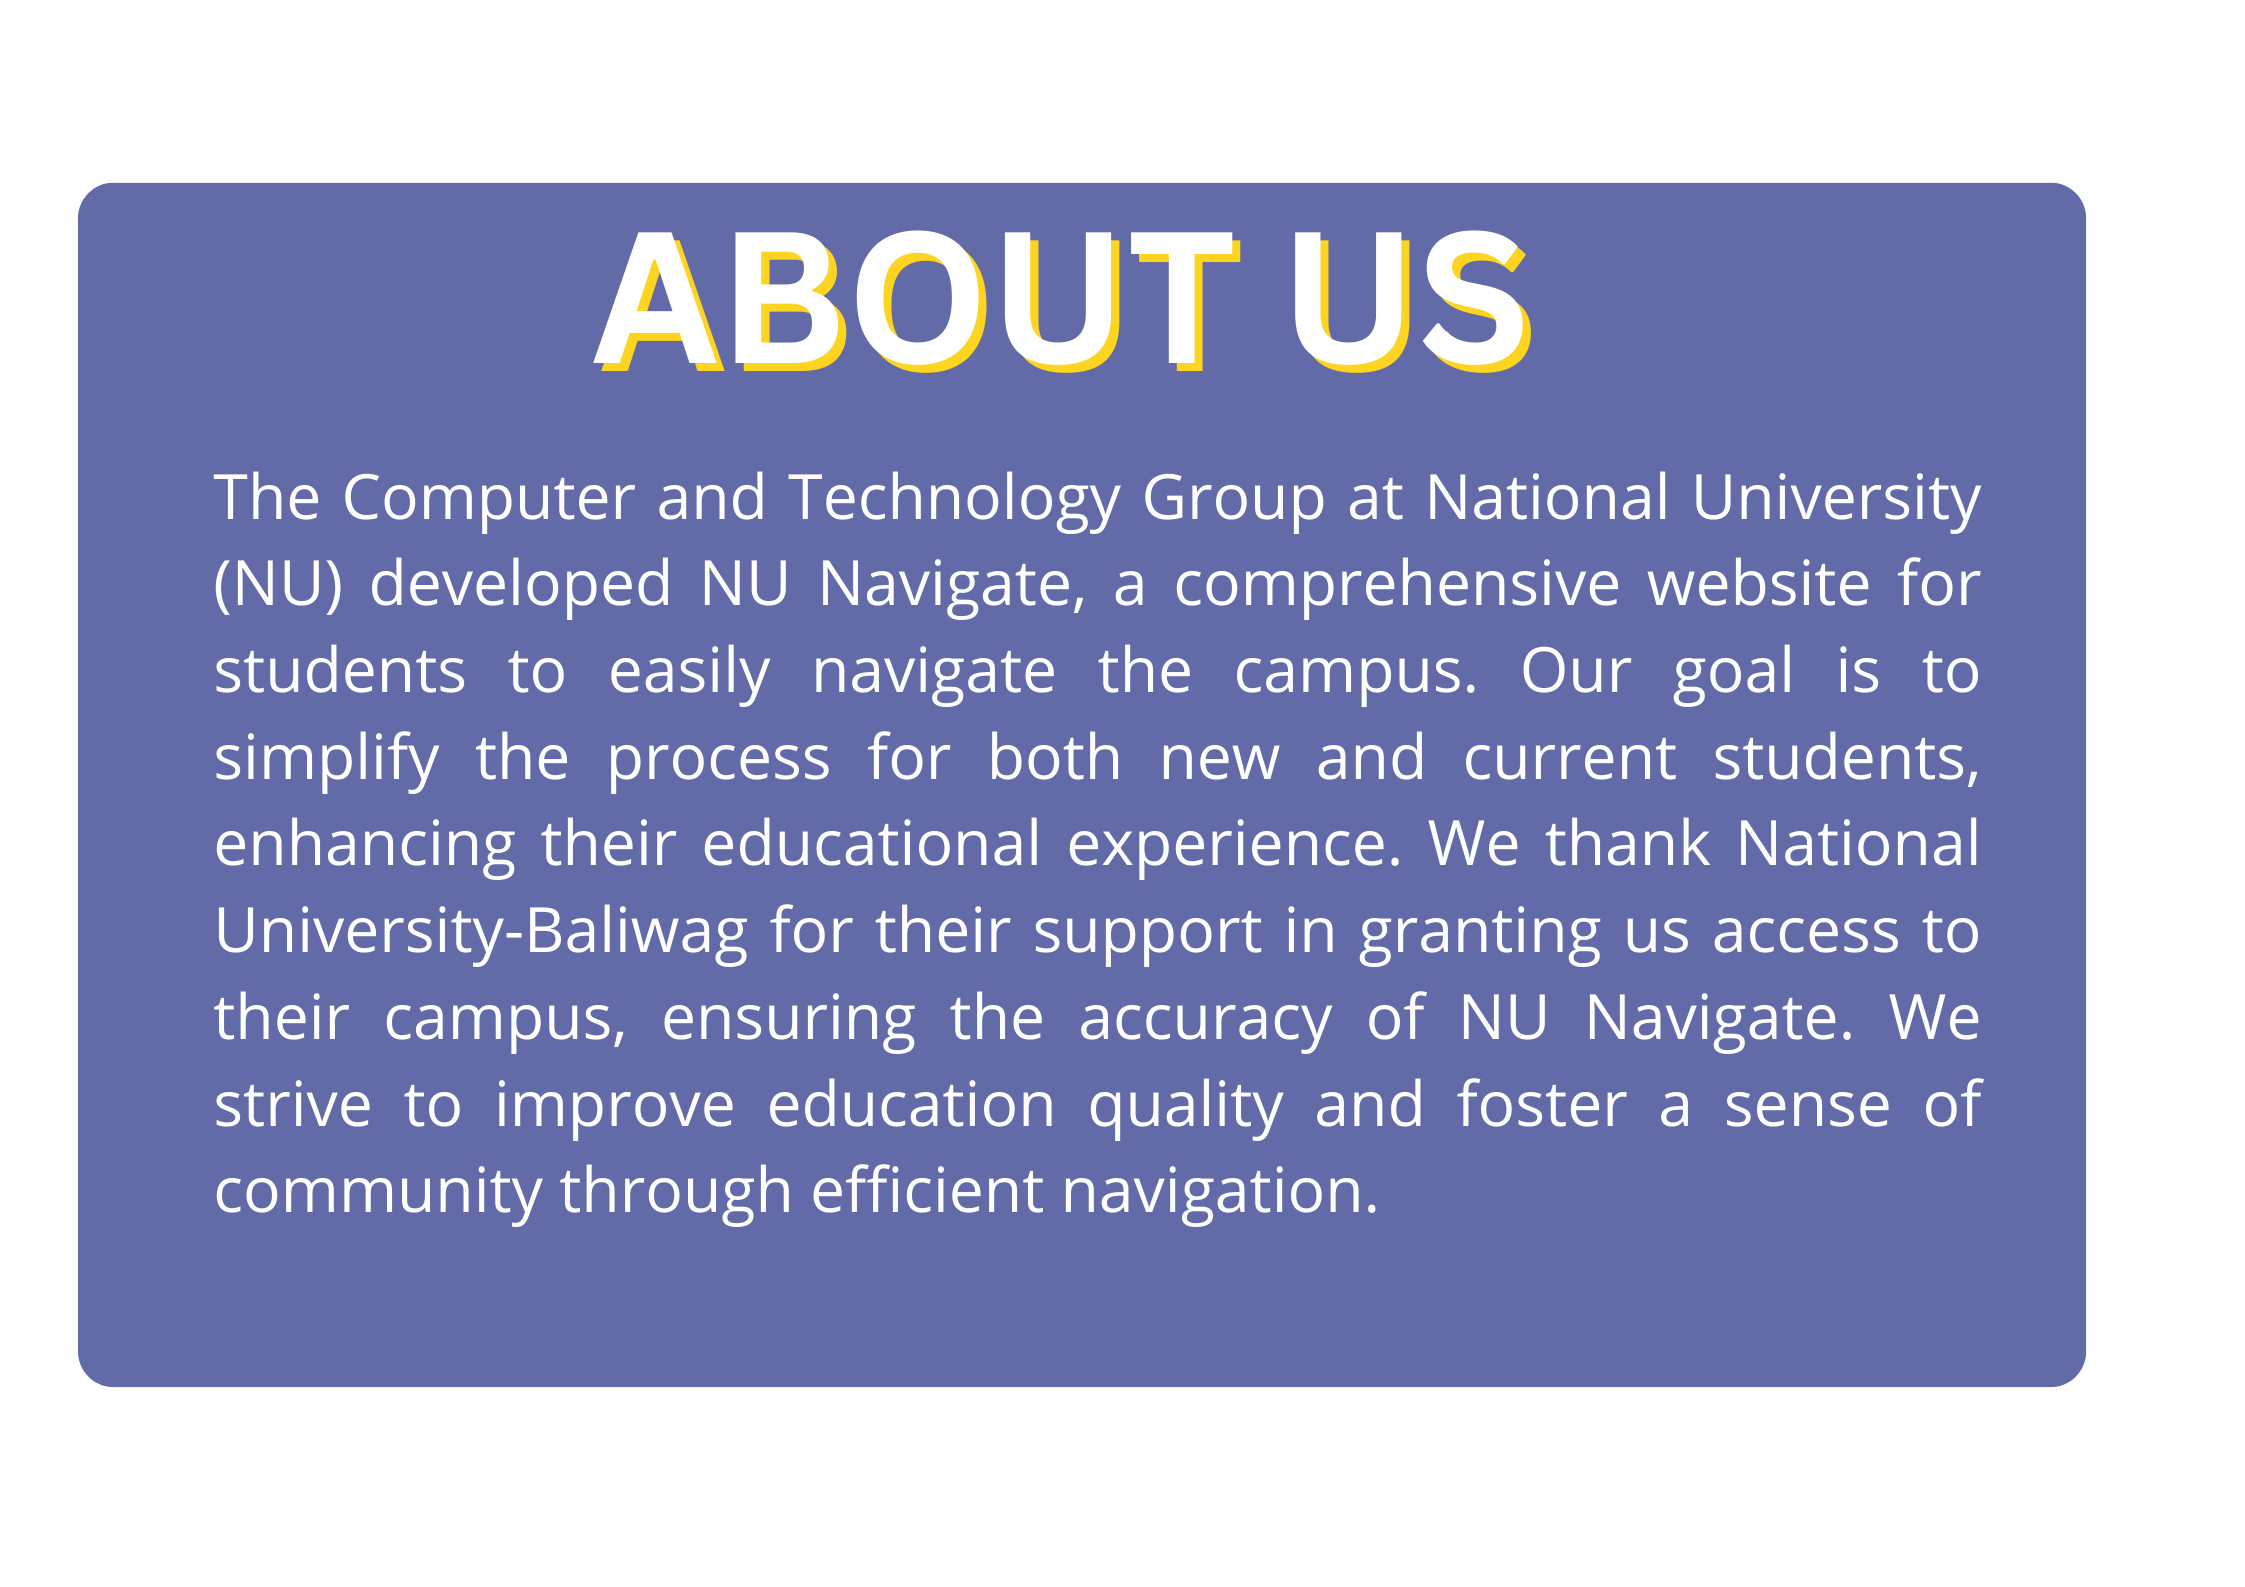 ABOUT US
The Computer and Technology Group at National University
(NU) developed NU Navigate, a comprehensive website for
students to easily navigate the campus. Our goal is to
simplify the process for both new and current students,
enhancing their educational experience. We thank National
University-Baliwag for their support in granting us access to
their campus, ensuring the accuracy of NU Navigate. We
strive to improve education quality and foster a sense of
community through efficient navigation.